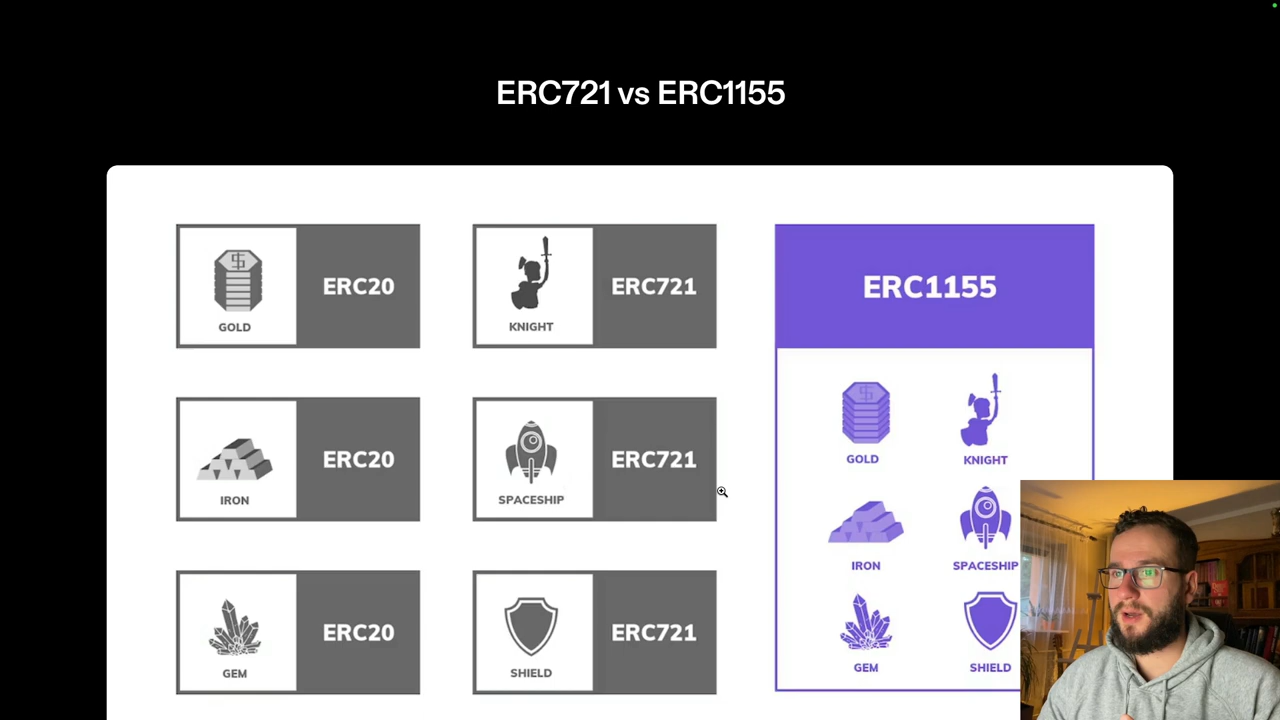 ERC721 vs ERC1155
GOLD
ERC20
KNIGHT
ERC721
ERC1155
GOLD
KNIGHT
IRON
ERC20
SPACESHIP
ERC721
IRON
SPACESHIP
GEM
ERC20
SHIELD
ERC721
GEM
SHIELD